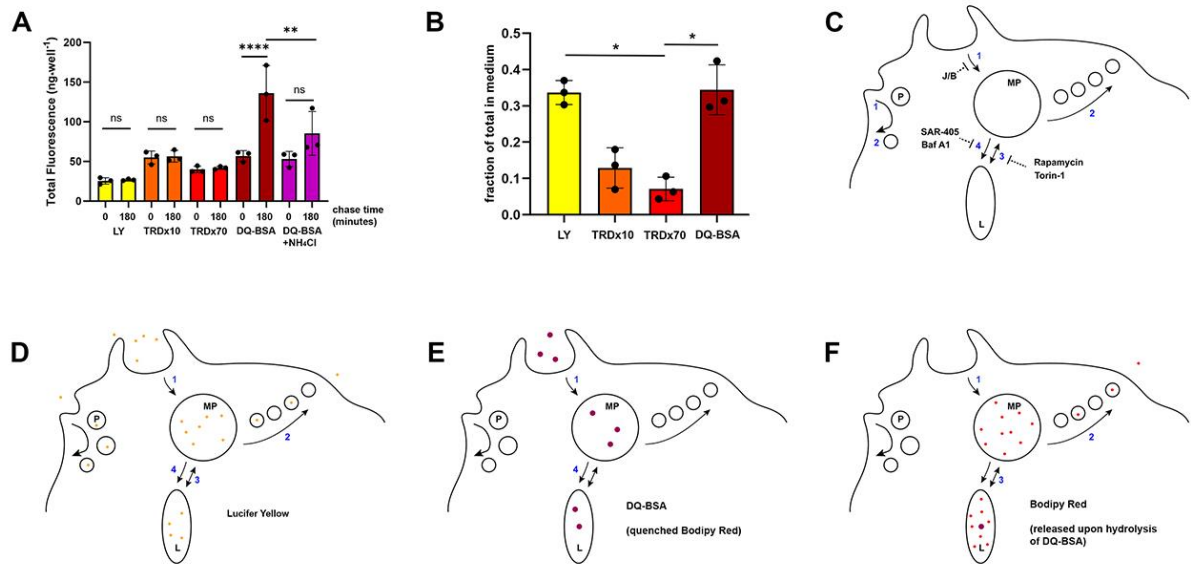 A
Total Fluorescence (ng·well-1)
200
150
100
50
0
ns
ns
ns
****
**
ns
0 180 0 180 0 180 0 180 0 180
chase time
(minutes)
LY TRDx10 TRDx70 DQ-BSA DQ-BSA
+NH4Cl
B
fraction of total in medium
0.5
0.4
0.3
0.2
0.1
0.0
*
*
LY TRDx10 TRDx70 DQ-BSA
C
1
J/B
MP
P
1
2
2
SAR-405
Baf A1
4
3
Rapamycin
Torin-1
L
D
1
MP
P
2
4
3
Lucifer Yellow
L
E
1
MP
P
4
DQ-BSA
(quenched Bodipy Red)
L
F
1
MP
P
2
3
Bodipy Red
(released upon hydrolysis
of DQ-BSA)
L